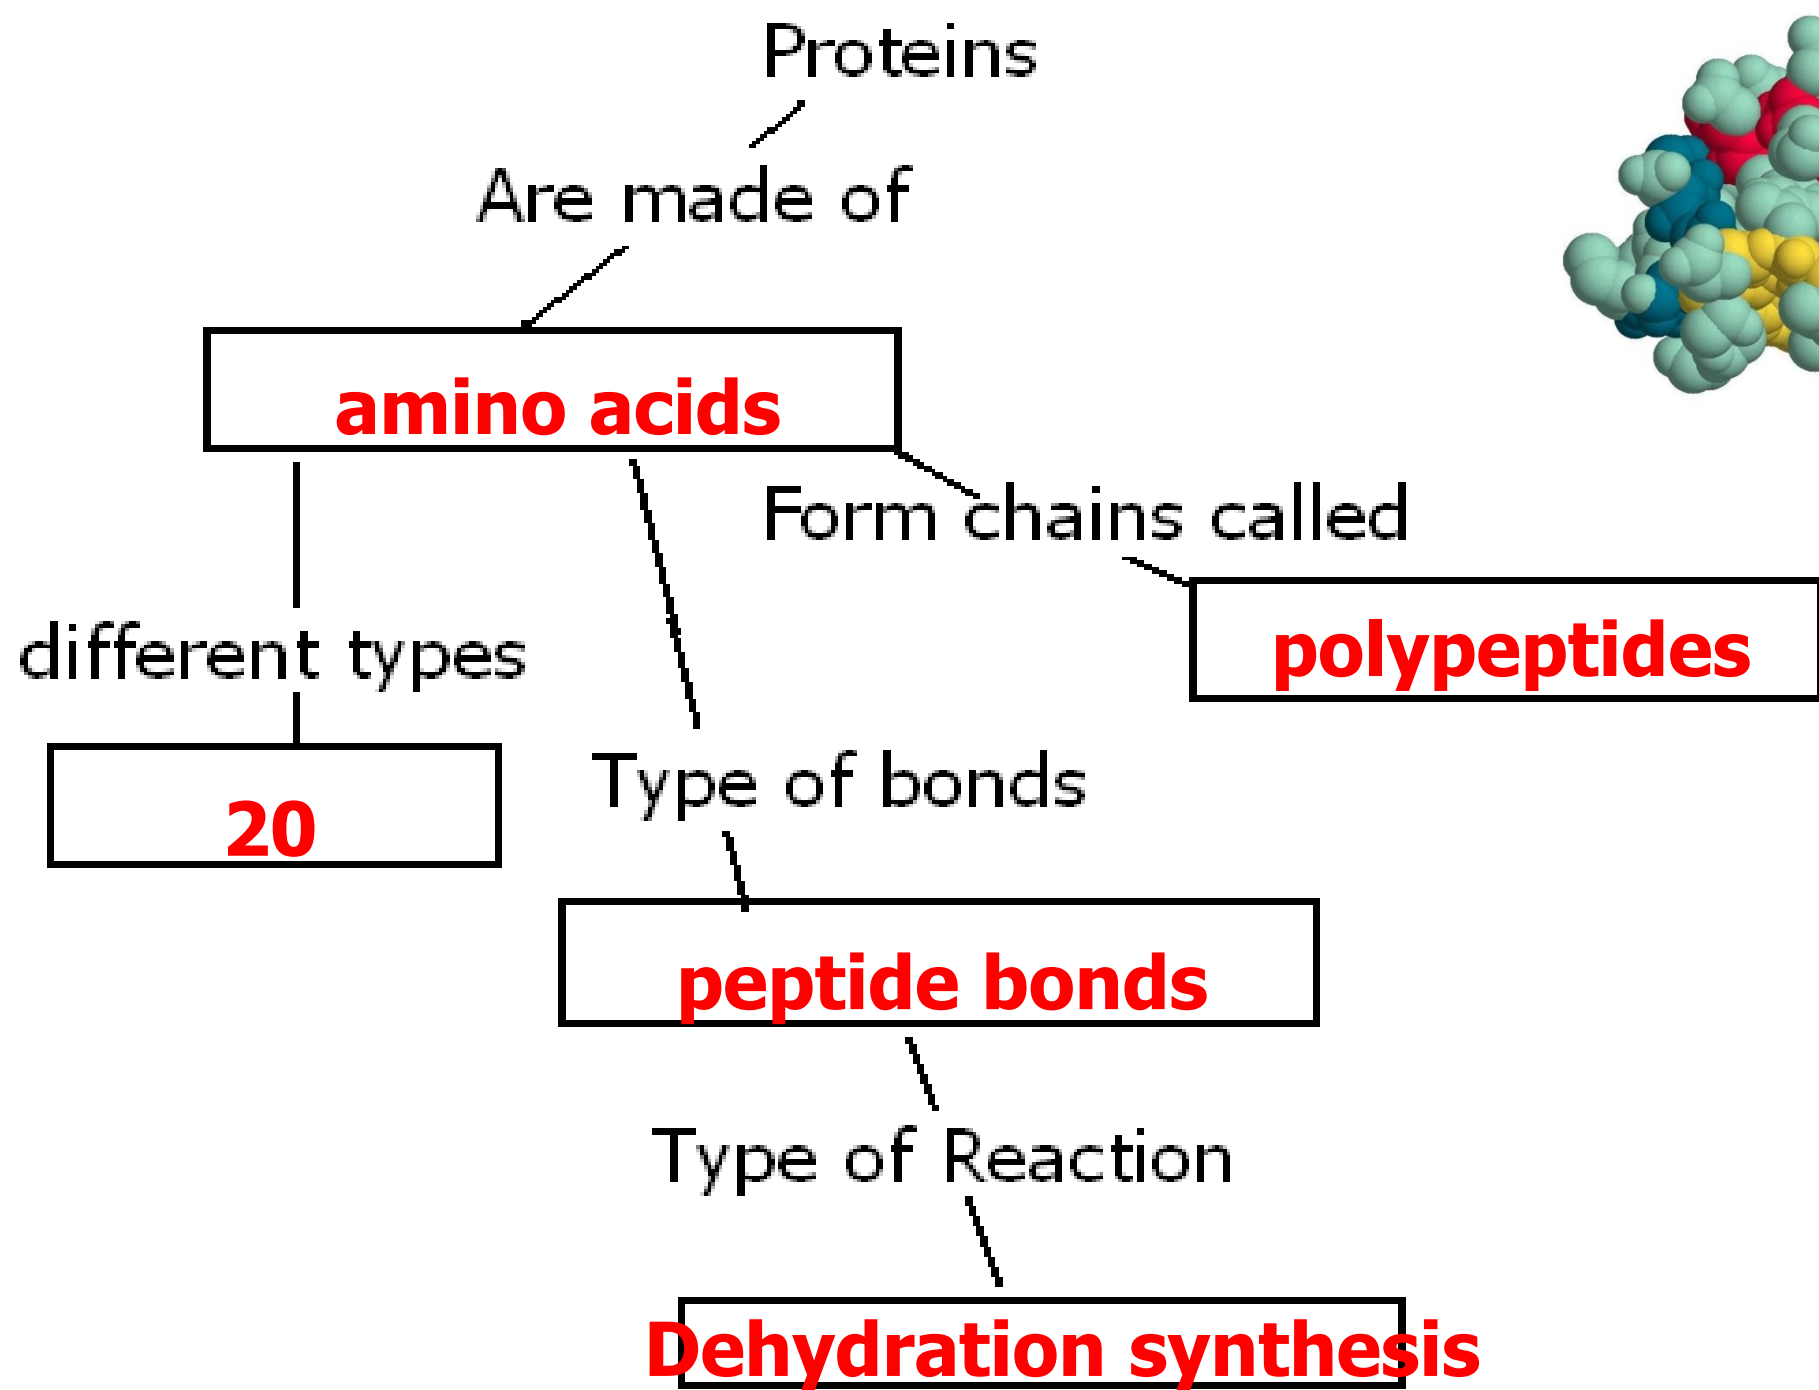 Proteins
Are made of
amino acids
Form chains called
polypeptides
different types
20
Type of bonds
peptide bonds
Type of Reaction
Dehydration synthesis